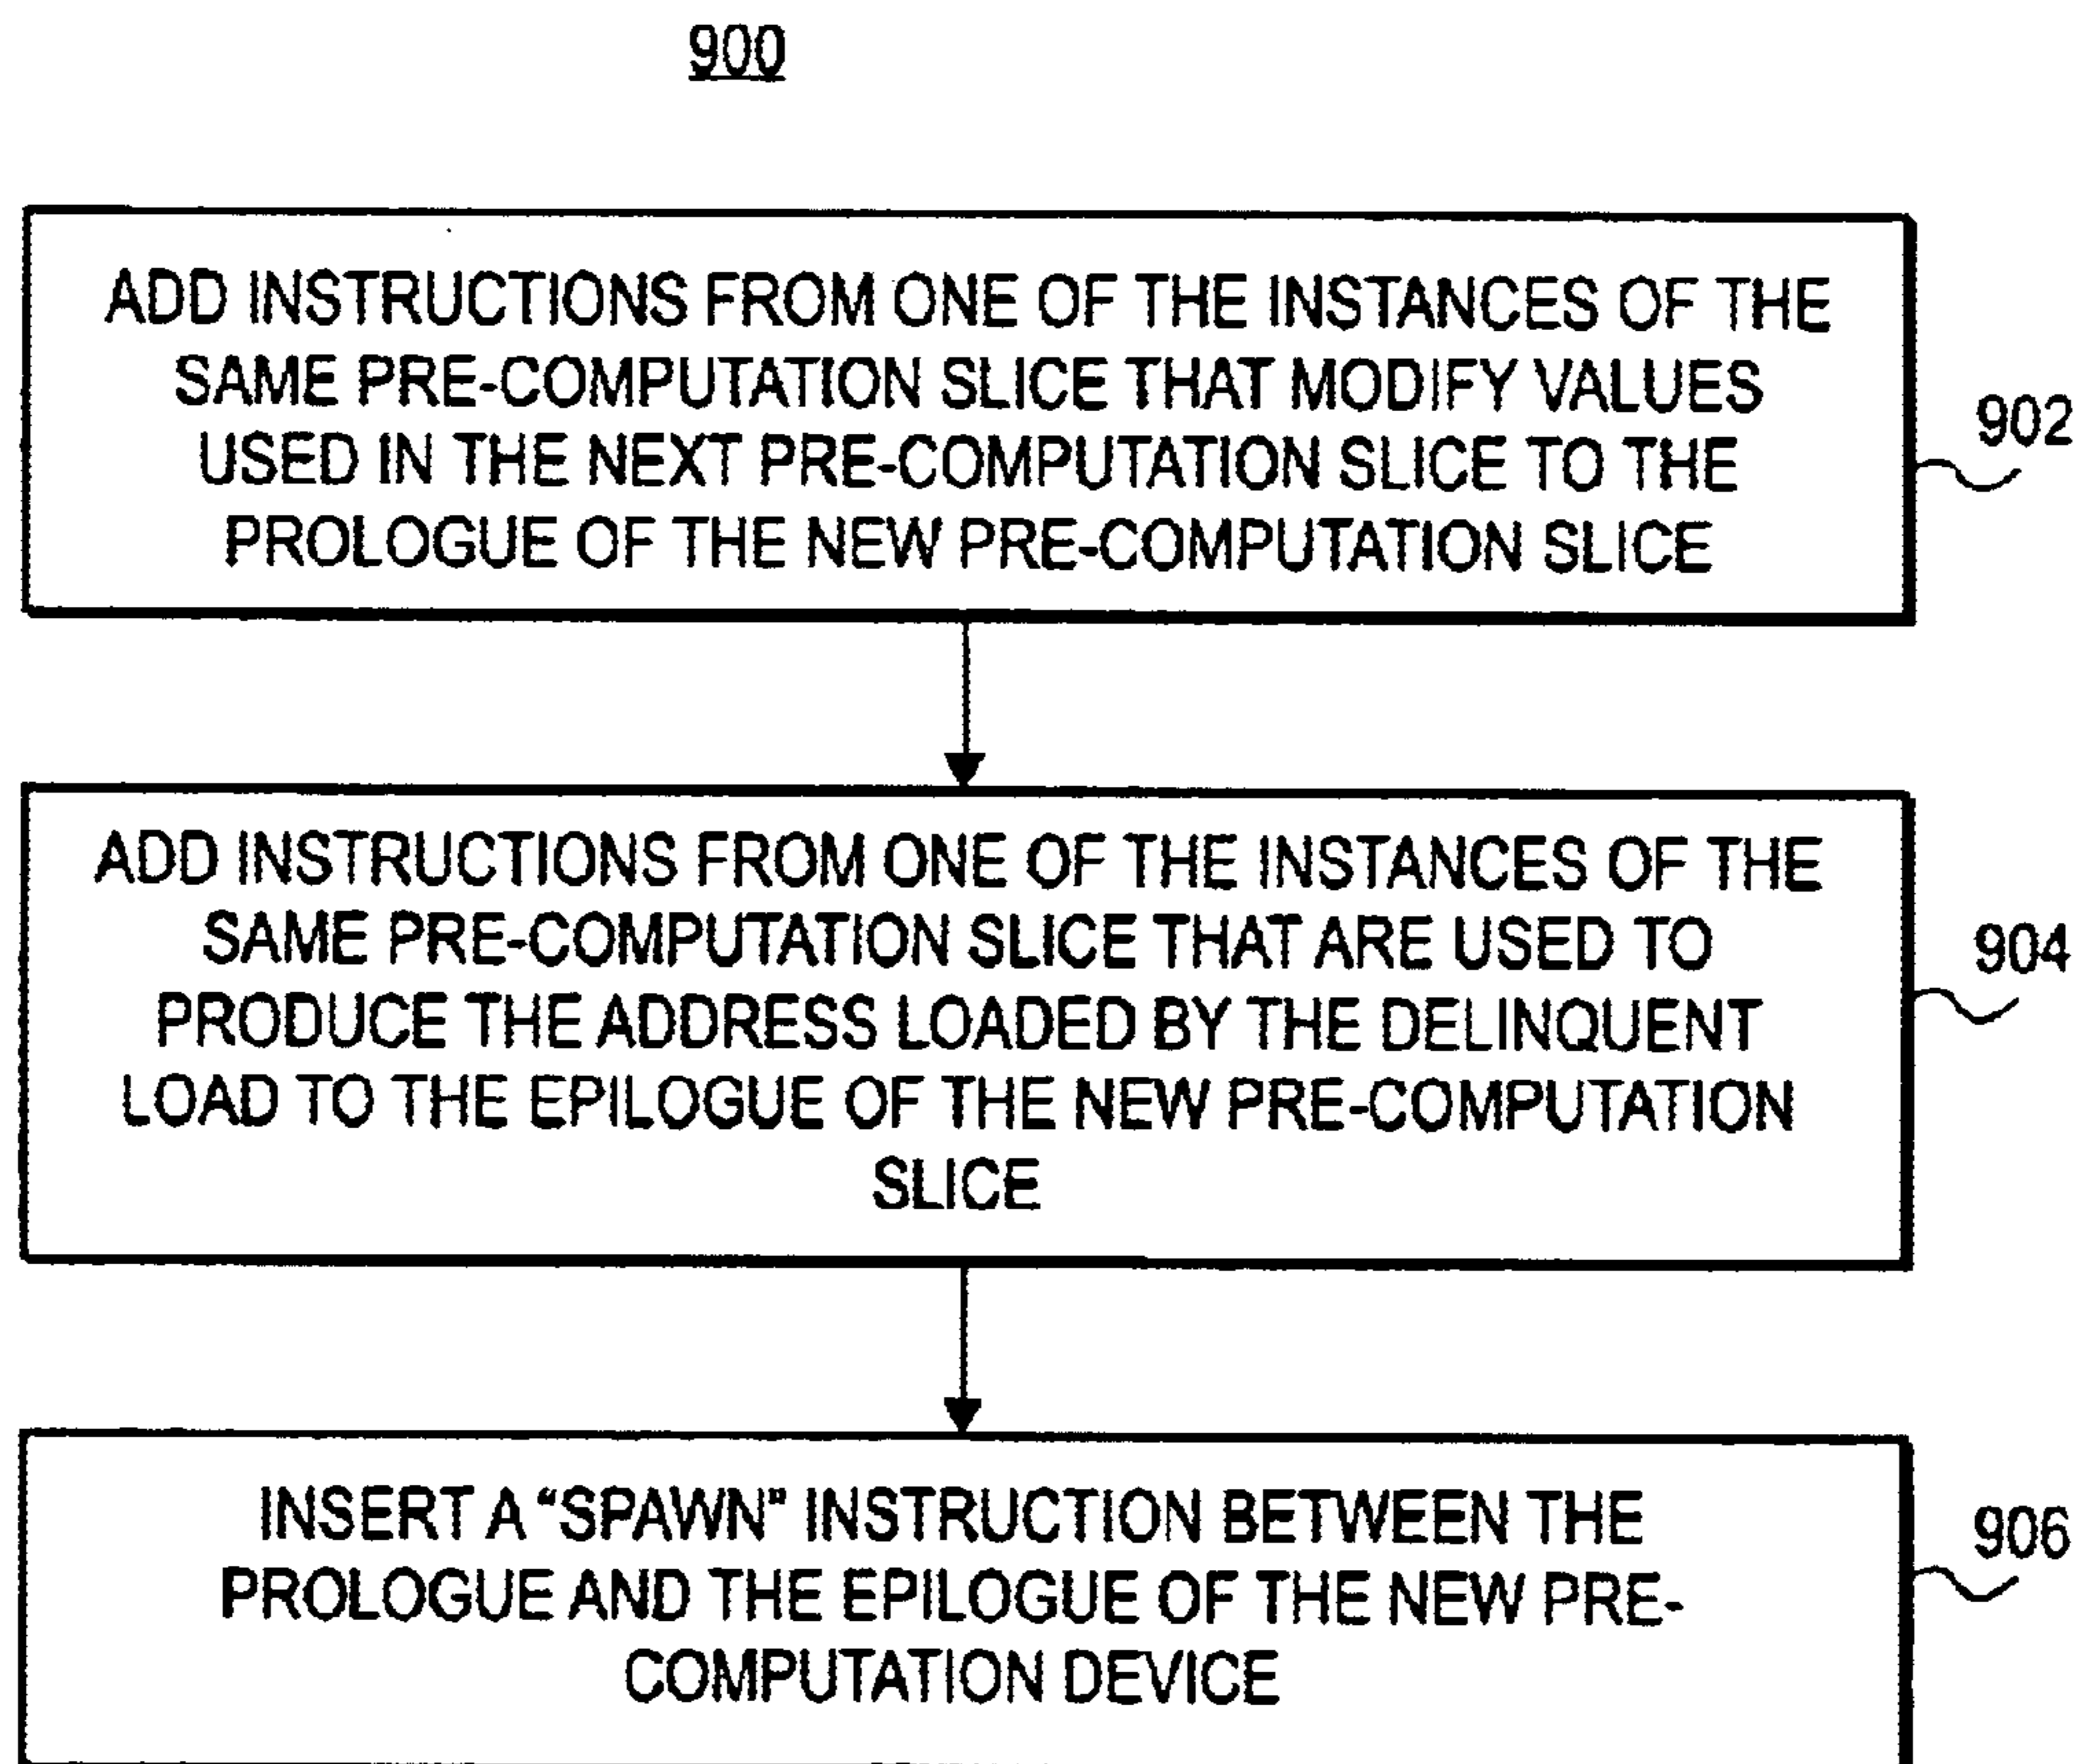 900
ADD INSTRUCTIONS FROM ONE OF THE INSTANCES OF THE
SAME PRE-COMPUTATION SLICE THAT MODIFY VALUES
USED IN THE NEXT PRE-COMPUTATION SLICE TO THE
PROLOGUE OF THE NEW PRE-COMPUTATION SLICE
902
ADD INSTRUCTIONS FROM ONE OF THE INSTANCES OF THE
SAME PRE-COMPUTATION SLICE THAT ARE USED TO
PRODUCE THE ADDRESS LOADED BY THE DELINQUENT
LOAD TO THE EPILOGUE OF THE NEW PRE-COMPUTATION
SLICE
904
INSERT A “SPAWN” INSTRUCTION BETWEEN THE
PROLOGUE AND THE EPILOGUE OF THE NEW PRE-
COMPUTATION DEVICE
906